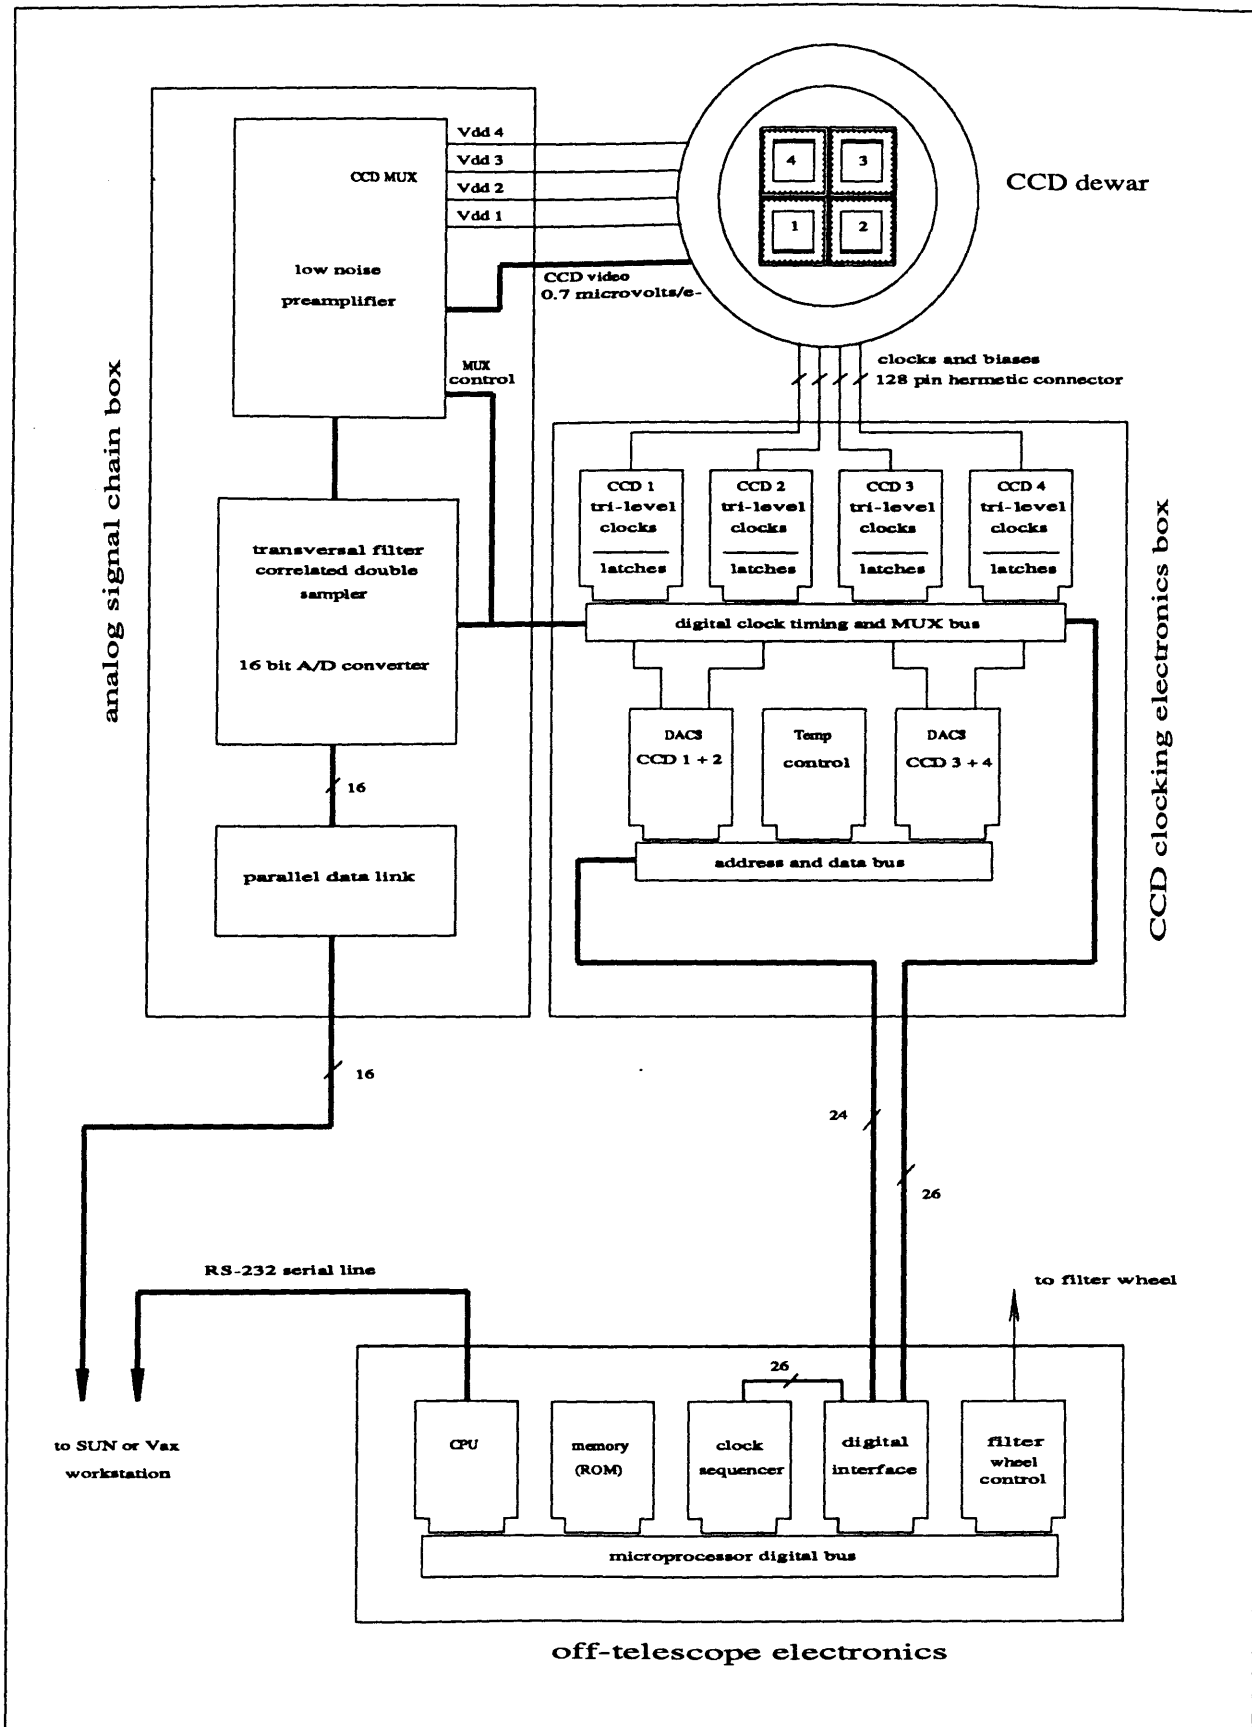 Vdd 4
Vdd 3
CCD MUX
Vdd 2
Vdd 1
4
3
1
2
CCD dewar
low noise
preamplifier
CCD video
0.7 microvolts/e-
MUX
control
clocks and biases
128 pin hermetic connector
analog signal chain box
CCD 1
tri-level
clocks
latches
CCD 2
tri-level
clocks
latches
CCD 3
tri-level
clocks
latches
CCD 4
tri-level
clocks
latches
transversal filter
correlated double
sampler
16 bit A/D converter
digital clock timing and MUX bus
DACS
CCD 1 + 2
Temp
control
DACS
CCD 3 + 4
CCD clocking electronics box
16
parallel data link
address and data bus
16
24
26
RS-232 serial line
to filter wheel
26
to SUN or Vax
workstation
CPU
memory
(ROM)
clock
sequencer
digital
interface
filter
wheel
control
microprocessor digital bus
off-telescope electronics